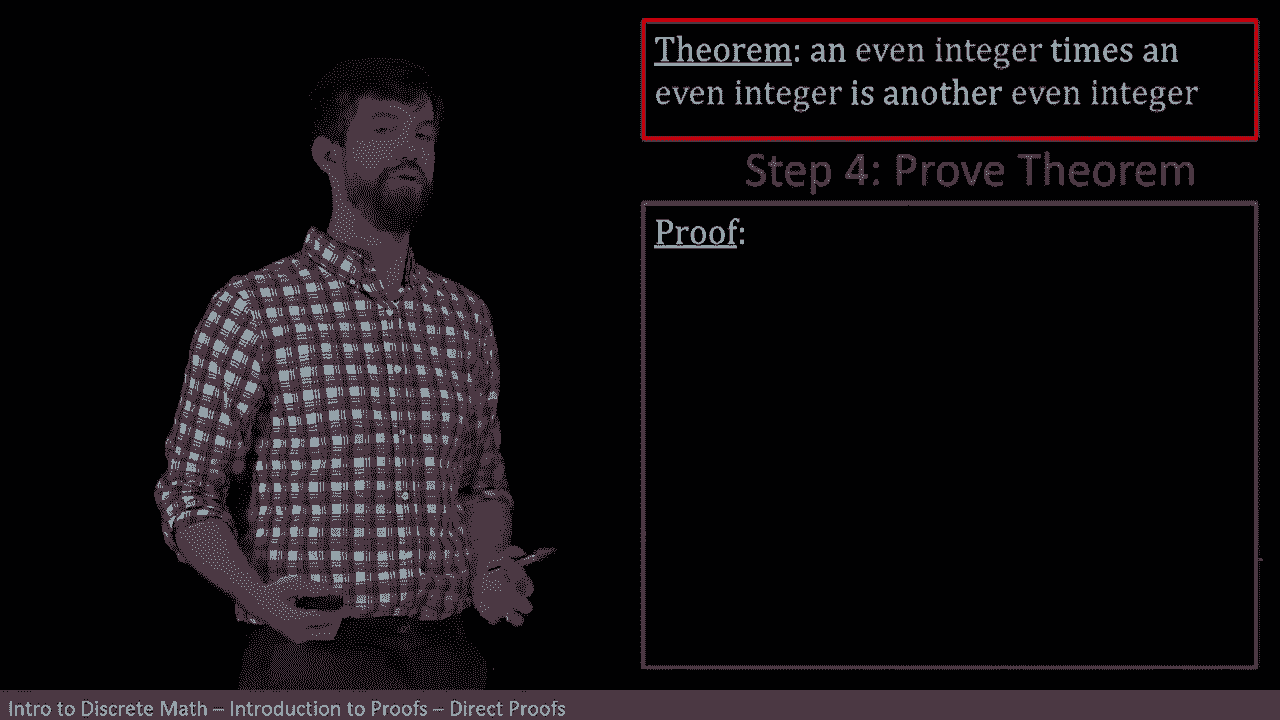 Theorem: an even integer times an
even integer is another even integer
Step 4: Prove Theorem
Proof:
Intro to Discrete Math – Introduction to Proofs – Direct Proofs